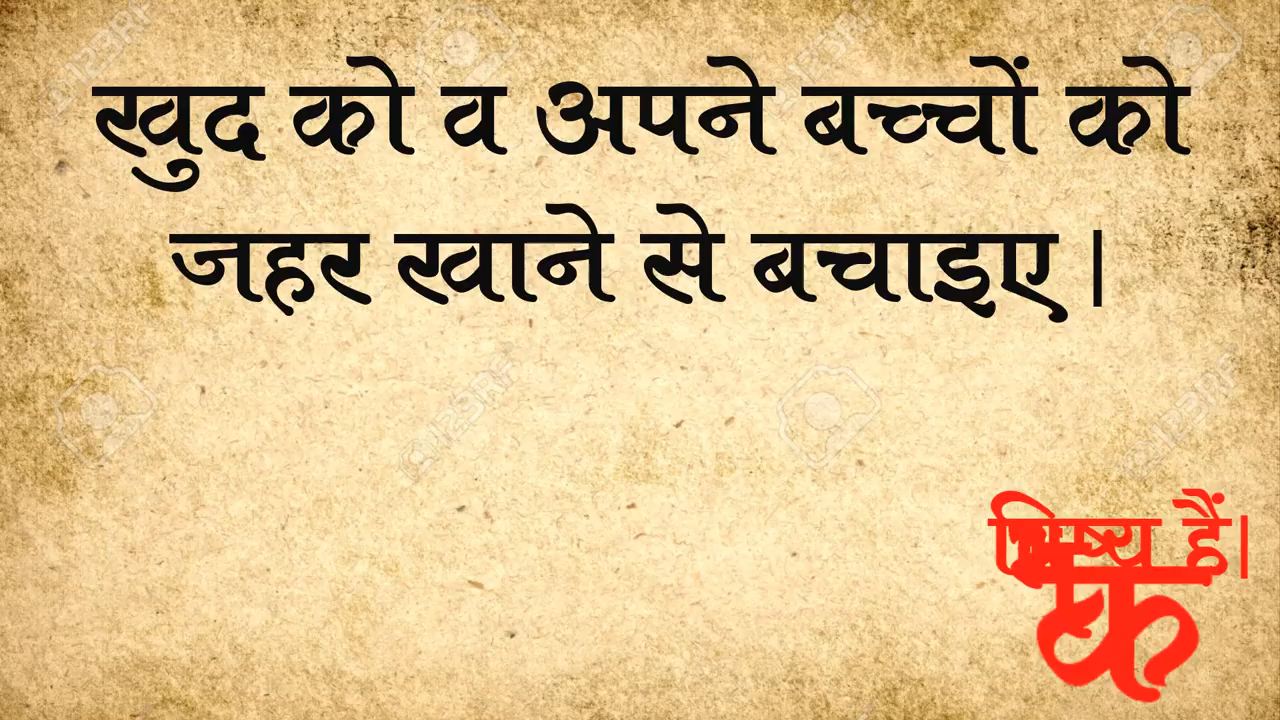 खुद को व अपने बच्चों को
जहर खाने से बचाइए।
हैं।